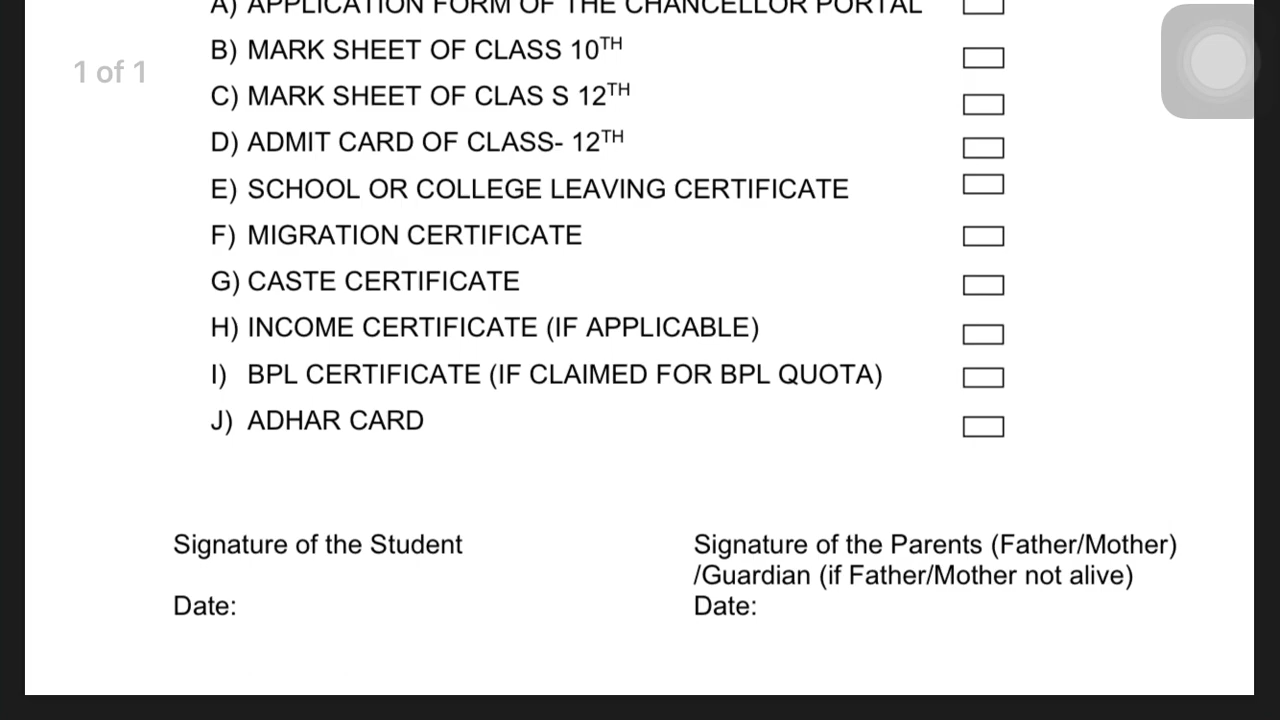 A) APPLICATION FORM OF THE CHANCELLOR PORTAL
1 of 1
B) MARK SHEET OF CLASS 10TH
C) MARK SHEET OF CLAS S 12TH
D) ADMIT CARD OF CLASS- 12TH
E) SCHOOL OR COLLEGE LEAVING CERTIFICATE
F) MIGRATION CERTIFICATE
G) CASTE CERTIFICATE
H) INCOME CERTIFICATE (IF APPLICABLE)
I) BPL CERTIFICATE (IF CLAIMED FOR BPL QUOTA)
J) ADHAR CARD
Signature of the Student
Date:
Signature of the Parents (Father/Mother)
/Guardian (if Father/Mother not alive)
Date: